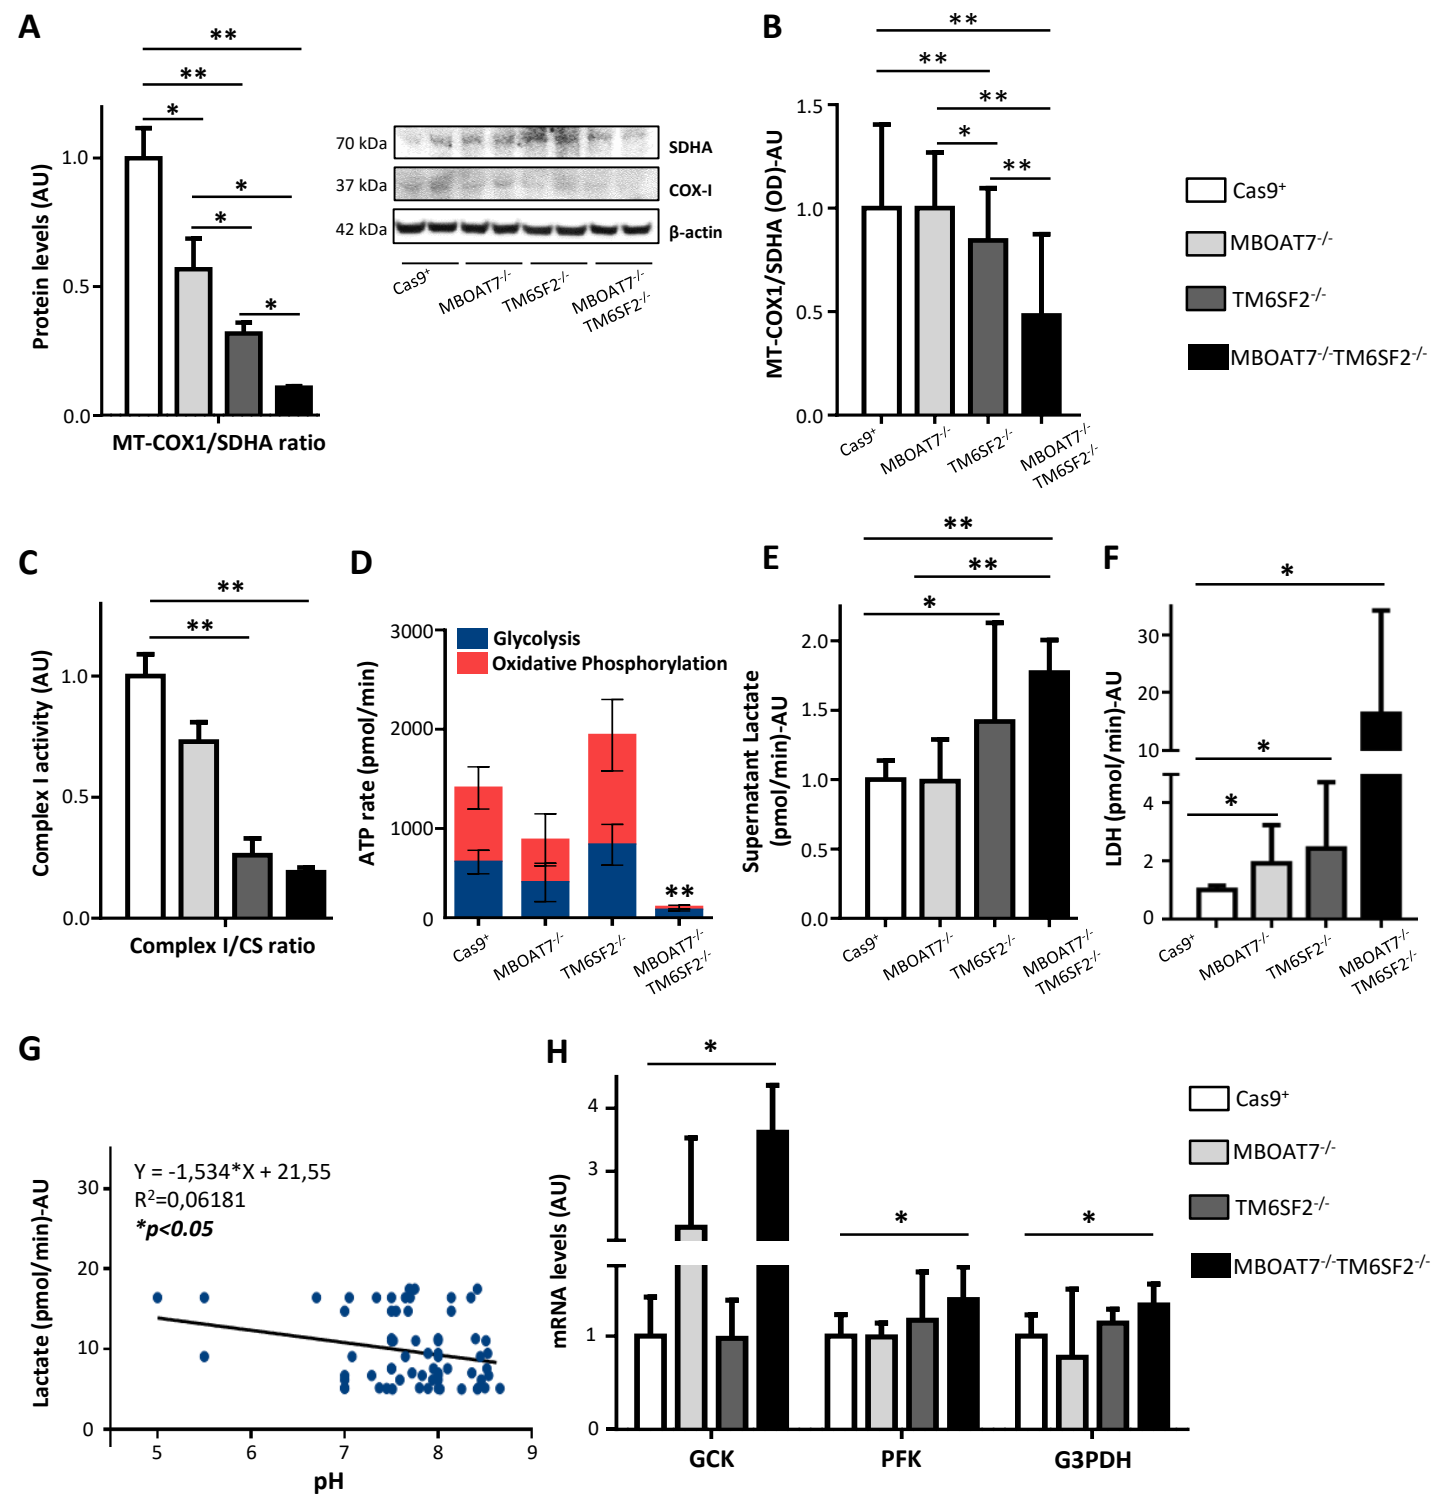 A
**
**
*
*
*
*
Protein levels (AU)
1.0
0.5
0.0
MT-COX1/SDHA ratio
70 kDa
SDHA
37 kDa
COX-I
42 kDa
β-actin
Cas9⁺
MBOAT7⁻/⁻
TM6SF2⁻/⁻
MBOAT7⁻/⁻
TM6SF2⁻/⁻
B
**
**
**
*
**
MT-COX1/SDHA (OD)-AU
1.5
1.0
0.5
0.0
Cas9⁺
MBOAT7⁻/⁻
TM6SF2⁻/⁻
MBOAT7⁻/⁻
TM6SF2⁻/⁻
Cas9⁺
MBOAT7⁻/⁻
TM6SF2⁻/⁻
MBOAT7⁻/⁻TM6SF2⁻/⁻
C
**
**
Complex I activity (AU)
1.0
0.5
0.0
Complex I/CS ratio
D
Glycolysis
Oxidative Phosphorylation
ATP rate (pmol/min)
3000
2000
1000
0
**
Cas9⁺
MBOAT7⁻/⁻
TM6SF2⁻/⁻
MBOAT7⁻/⁻
TM6SF2⁻/⁻
E
**
**
*
Supernatant Lactate
(pmol/min)-AU
2.0
1.5
1.0
0.5
0.0
Cas9⁺
MBOAT7⁻/⁻
TM6SF2⁻/⁻
MBOAT7⁻/⁻
TM6SF2⁻/⁻
F
*
*
*
LDH (pmol/min)-AU
30
20
10
4
2
0
Cas9⁺
MBOAT7⁻/⁻
TM6SF2⁻/⁻
MBOAT7⁻/⁻
TM6SF2⁻/⁻
G
Y = -1,534*X + 21,55
R²=0,06181
*p<0.05
Lactate (pmol/min)-AU
30
20
10
0
5
6
7
8
9
pH
H
*
*
*
mRNA levels (AU)
4
3
1
0
GCK
PFK
G3PDH
Cas9⁺
MBOAT7⁻/⁻
TM6SF2⁻/⁻
MBOAT7⁻/⁻TM6SF2⁻/⁻